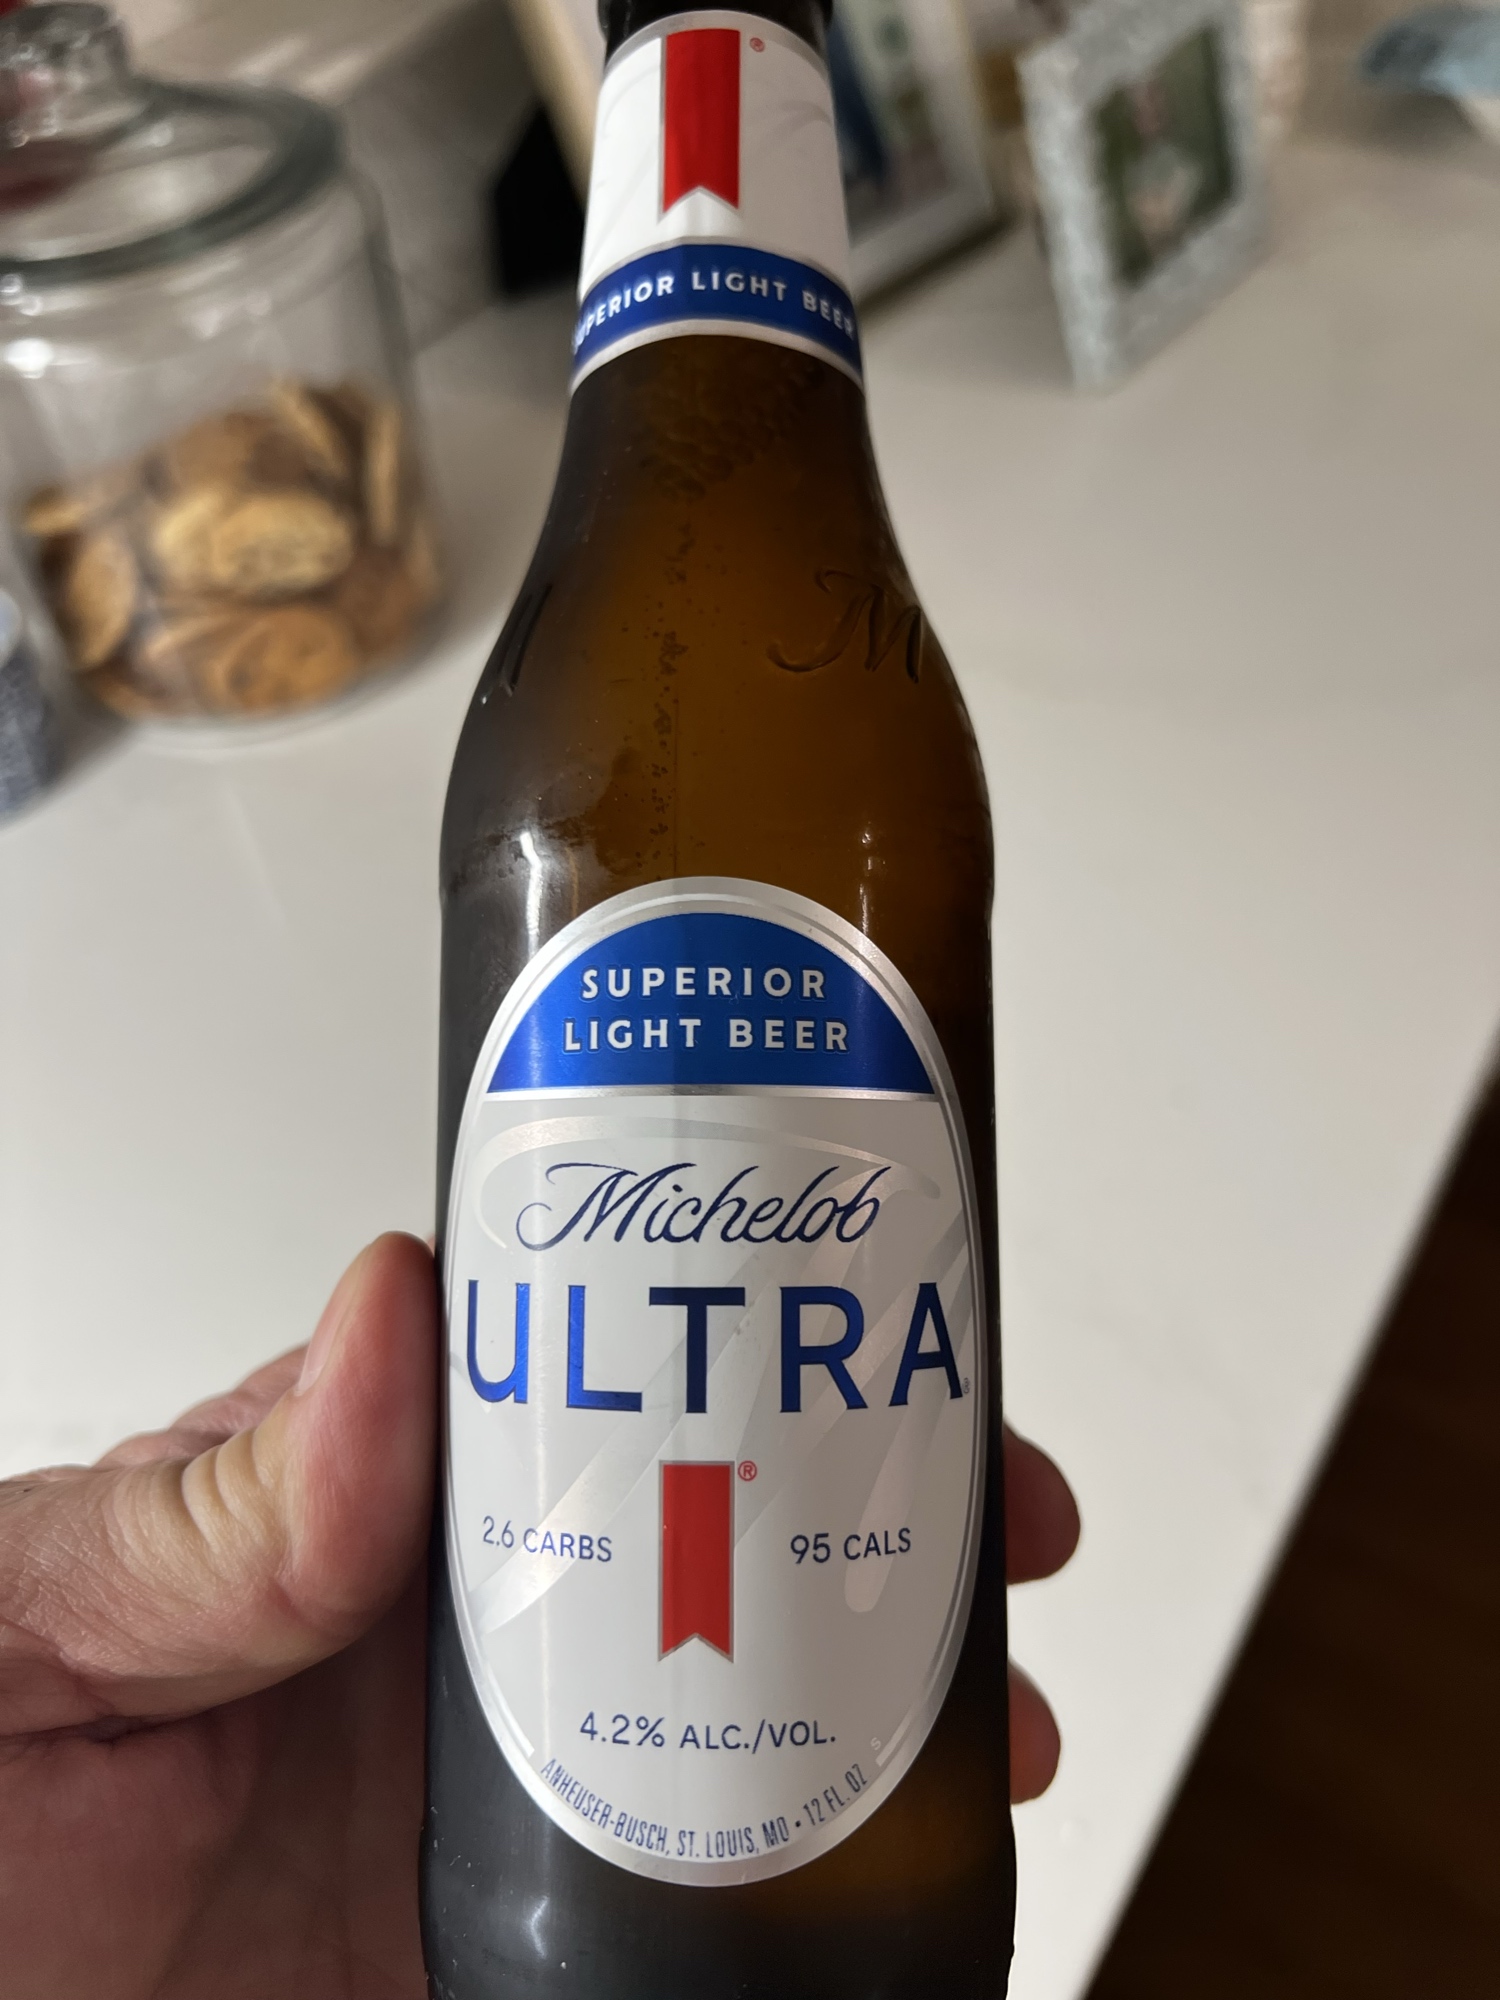 ®
SUPERIOR LIGHT BEER
M
SUPERIOR
LIGHT BEER
Michelob
ULTRA®
®
2.6 CARBS 95 CALS
4.2% ALC./VOL.
ANHEUSER-BUSCH, ST. LOUIS, MO • 12 FL. OZ
S